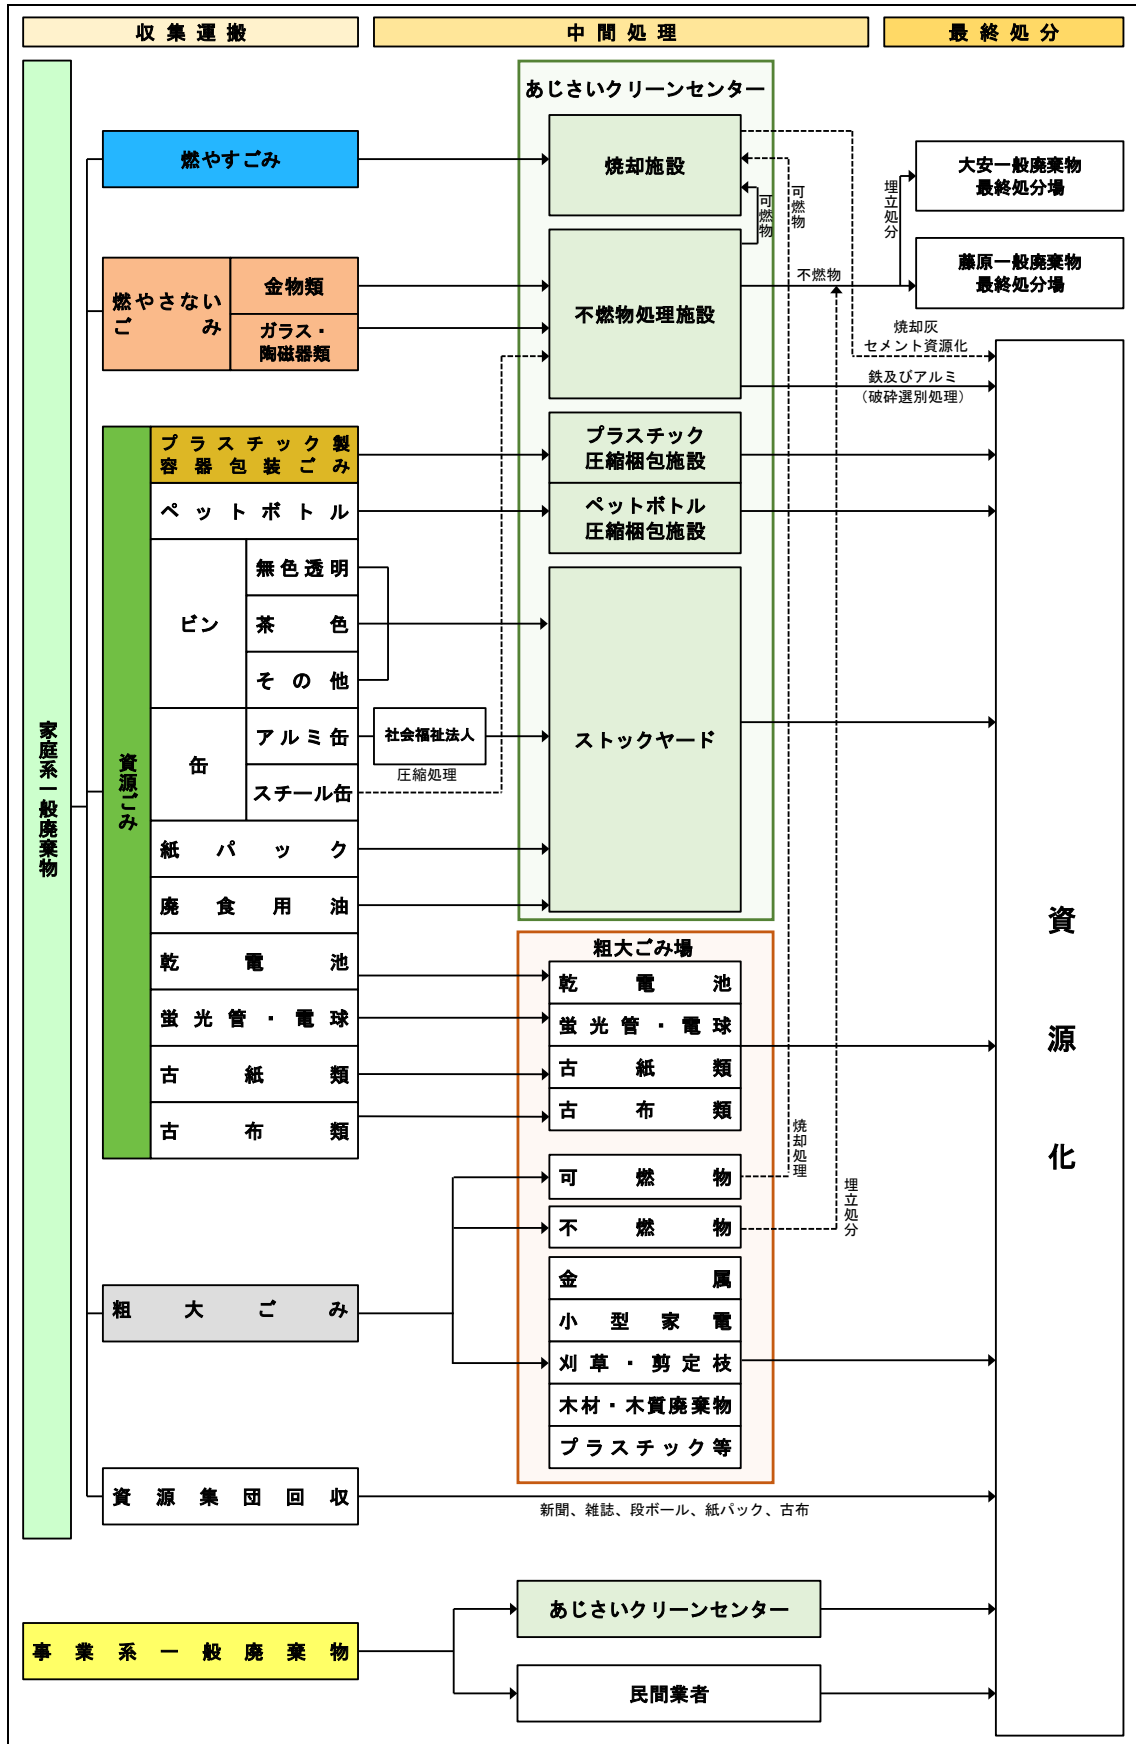 収集運搬
中間処理
最終処分
家庭系一般廃棄物
あじさいクリーンセンター
燃やすごみ
焼却施設
可燃物
可燃物
埋立処分
大安一般廃棄物
最終処分場
藤原一般廃棄物
最終処分場
燃やさない
ごみ
金物類
ガラス・
陶磁器類
不燃物処理施設
不燃物
焼却灰
セメント資源化
鉄及びアルミ
（破砕選別処理）
資源ごみ
プラスチック製
容器包装ごみ
プラスチック
圧縮梱包施設
ペットボトル
ペットボトル
圧縮梱包施設
ビン
無色透明
茶色
その他
缶
アルミ缶
スチール缶
社会福祉法人
圧縮処理
ストックヤード
紙パック
廃食用油
乾電池
蛍光管・電球
古紙類
古布類
粗大ごみ場
乾電池
蛍光管・電球
古紙類
古布類
資源化
可燃物
焼却処理
不燃物
埋立処分
粗大ごみ
金属
小型家電
刈草・剪定枝
木材・木質廃棄物
プラスチック等
資源集団回収
新聞、雑誌、段ボール、紙パック、古布
事業系一般廃棄物
あじさいクリーンセンター
民間業者